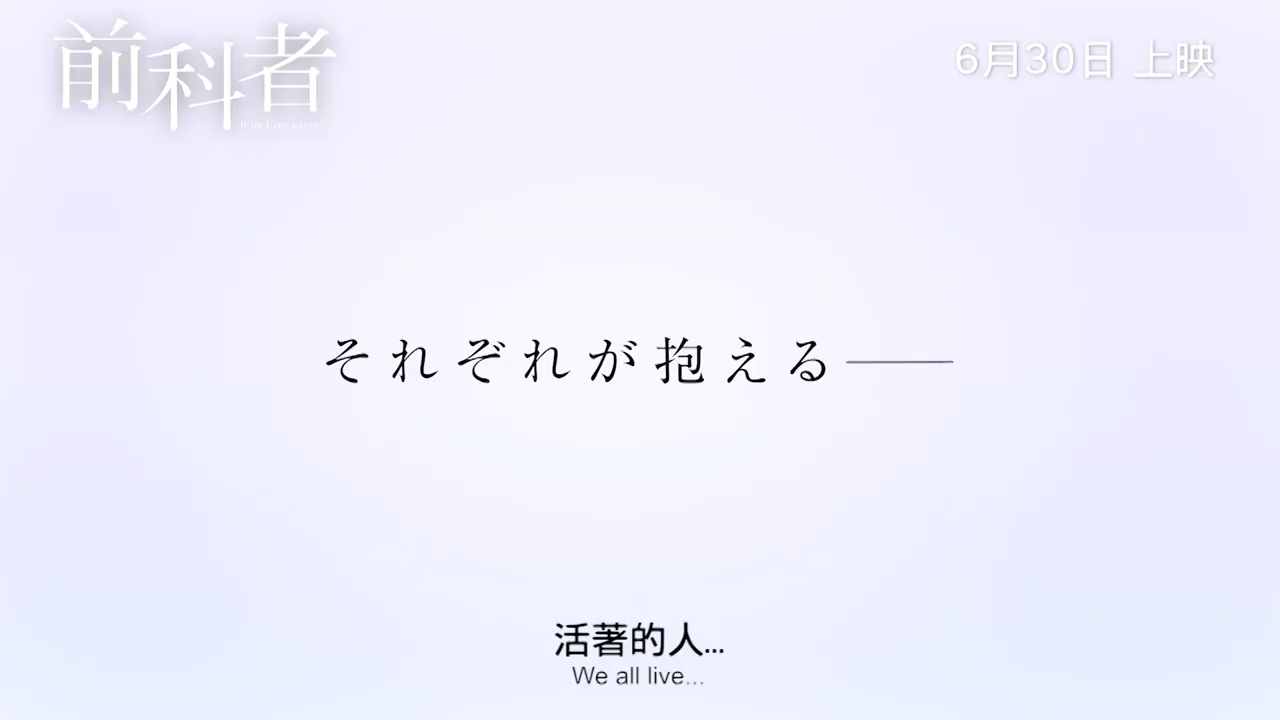 前科者
6月30日 上映
それぞれが抱える——
活著的人...
We all live...